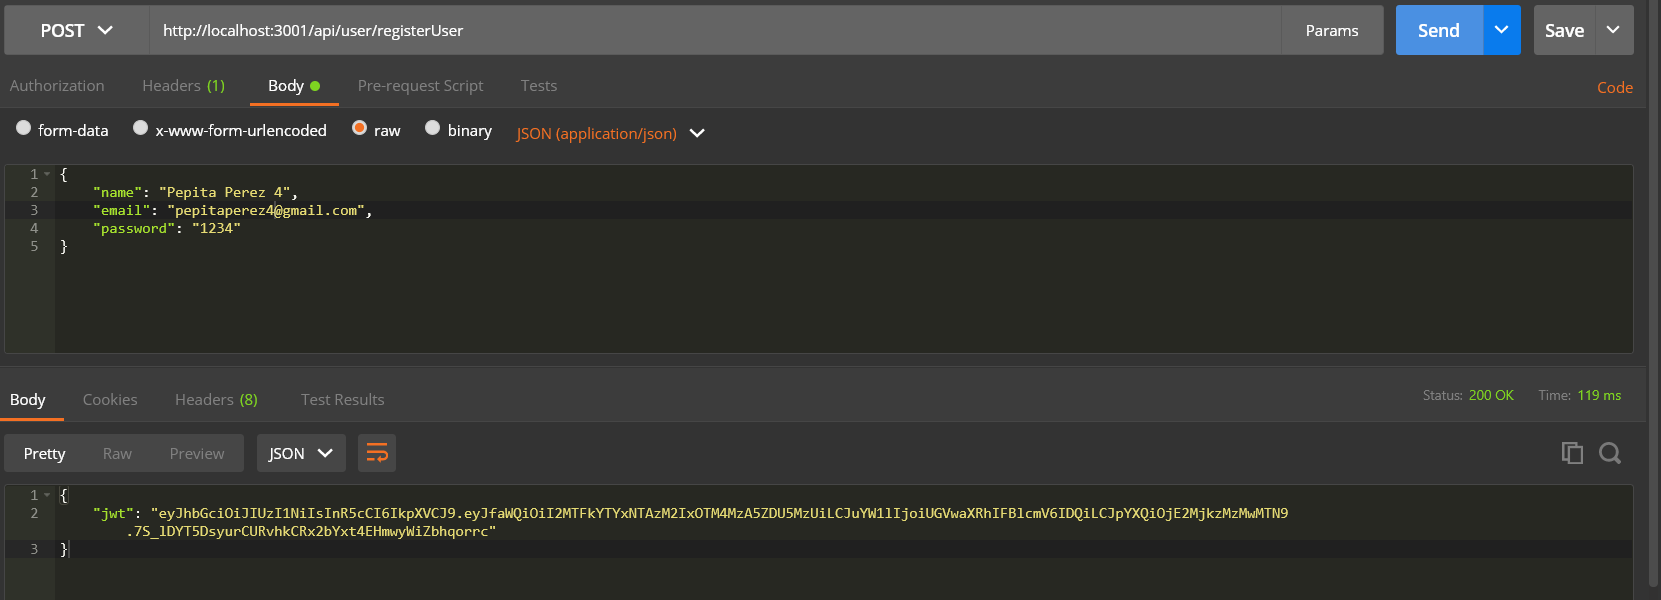 POST http://localhost:3001/api/user/registerUser Params Send Save
Authorization Headers (1) Body Pre-request Script Tests Code
form-data x-www-form-urlencoded raw binary JSON (application/json)
1 {
2 "name": "Pepita Perez 4",
3 "email": "pepitaperez4@gmail.com",
4 "password": "1234"
5 }
Body Cookies Headers (8) Test Results Status: 200 OK Time: 119 ms
Pretty Raw Preview JSON
1 {
2 "jwt": "eyJhbGciOiJIUzI1NiIsInR5cCI6IkpXVCJ9.eyJfaWQiOiI2MTFkYTYxNTAzM2IxOTM4MzA5ZDU5MzUiLCJuYW1lIjoiUGVwaXRhIFBlcmV6IDQiLCJpYXQiOjE2MjkzMzMwMTN9
.7S_lDYT5DsyurCURvhkCRx2bYxt4EHmwyWiZbhqorrc"
3 }